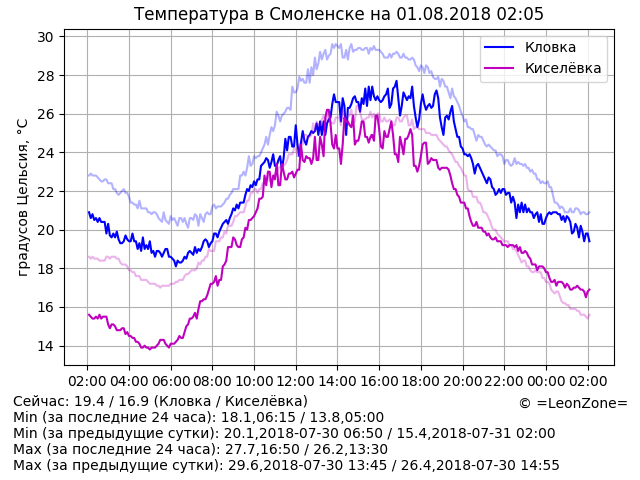 Температура в Смоленске на 01.08.2018 02:05
градусов Цельсия, °C
30
28
26
24
22
20
18
16
14
Кловка
Киселёвка
02:00 04:00 06:00 08:00 10:00 12:00 14:00 16:00 18:00 20:00 22:00 00:00 02:00
Сейчас: 19.4 / 16.9 (Кловка / Киселёвка)
© =LeonZone=
Min (за последние 24 часа): 18.1,06:15 / 13.8,05:00
Min (за предыдущие сутки): 20.1,2018-07-30 06:50 / 15.4,2018-07-31 02:00
Max (за последние 24 часа): 27.7,16:50 / 26.2,13:30
Max (за предыдущие сутки): 29.6,2018-07-30 13:45 / 26.4,2018-07-30 14:55